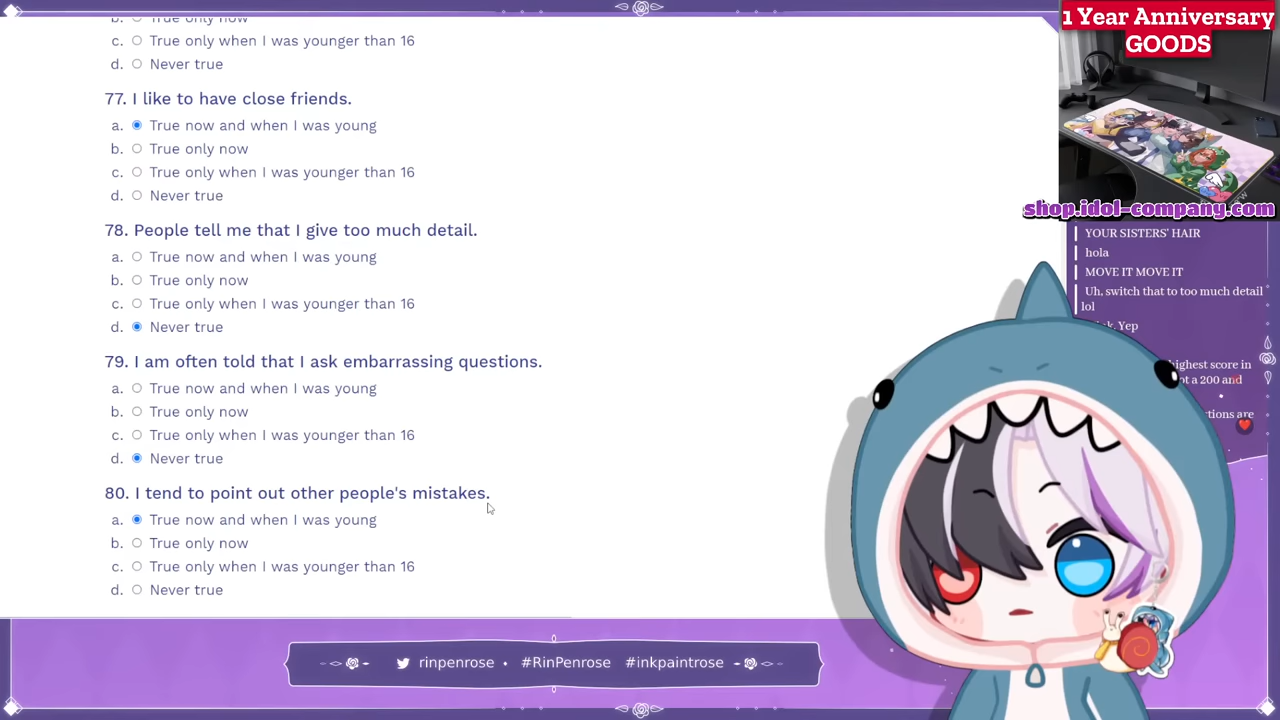 b. True only now
c. True only when I was younger than 16
d. Never true
77. I like to have close friends.
a. True now and when I was young
b. True only now
c. True only when I was younger than 16
d. Never true
78. People tell me that I give too much detail.
a. True now and when I was young
b. True only now
c. True only when I was younger than 16
d. Never true
79. I am often told that I ask embarrassing questions.
a. True now and when I was young
b. True only now
c. True only when I was younger than 16
d. Never true
80. I tend to point out other people's mistakes.
a. True now and when I was young
b. True only now
c. True only when I was younger than 16
d. Never true
1 Year Anniversary
GOODS
shop.idol-company.com
YOUR SISTERS' HAIR
hola
MOVE IT MOVE IT
Uh, switch that to too much detail
lol
Yep
highest score in
a 200 and
are
rinpenrose • #RinPenrose #inkpaintrose